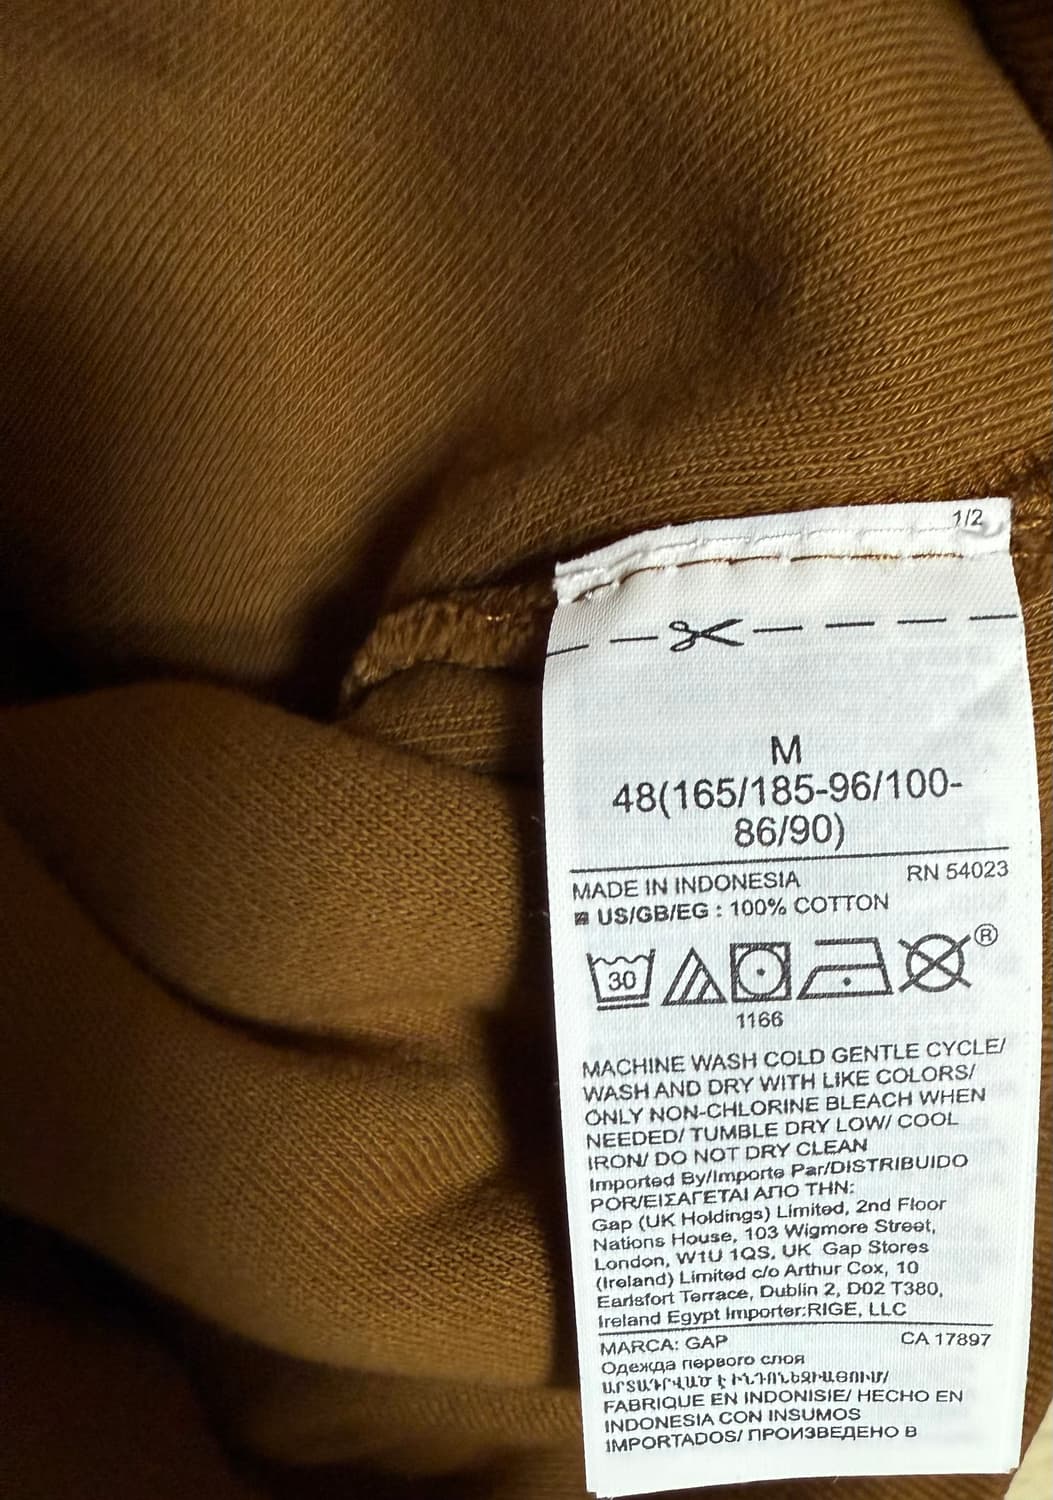 1/2
M
48(165/185-96/100-
86/90)
MADE IN INDONESIA RN 54023
US/GB/EG : 100% COTTON
30 ®
1166
MACHINE WASH COLD GENTLE CYCLE/
WASH AND DRY WITH LIKE COLORS/
ONLY NON-CHLORINE BLEACH WHEN
NEEDED/ TUMBLE DRY LOW/ COOL
IRON/ DO NOT DRY CLEAN
Imported By/Importe Par/DISTRIBUIDO
POR/ΕΙΣΑΓΕΤΑΙ ΑΠΟ ΤΗΝ:
Gap (UK Holdings) Limited, 2nd Floor
Nations House, 103 Wigmore Street,
London, W1U 1QS, UK Gap Stores
(Ireland) Limited c/o Arthur Cox, 10
Earlsfort Terrace, Dublin 2, D02 T380,
Ireland Egypt Importer:RIGE, LLC
MARCA: GAP CA 17897
Одежда первого слоя
ԱՐՏԱԴՐՎԱԾ Է ԻՆԴՈՆԵԶԻԱՅՈՒՄ/
FABRIQUE EN INDONISIE/ HECHO EN
INDONESIA CON INSUMOS
IMPORTADOS/ ПРОИЗВЕДЕНО В